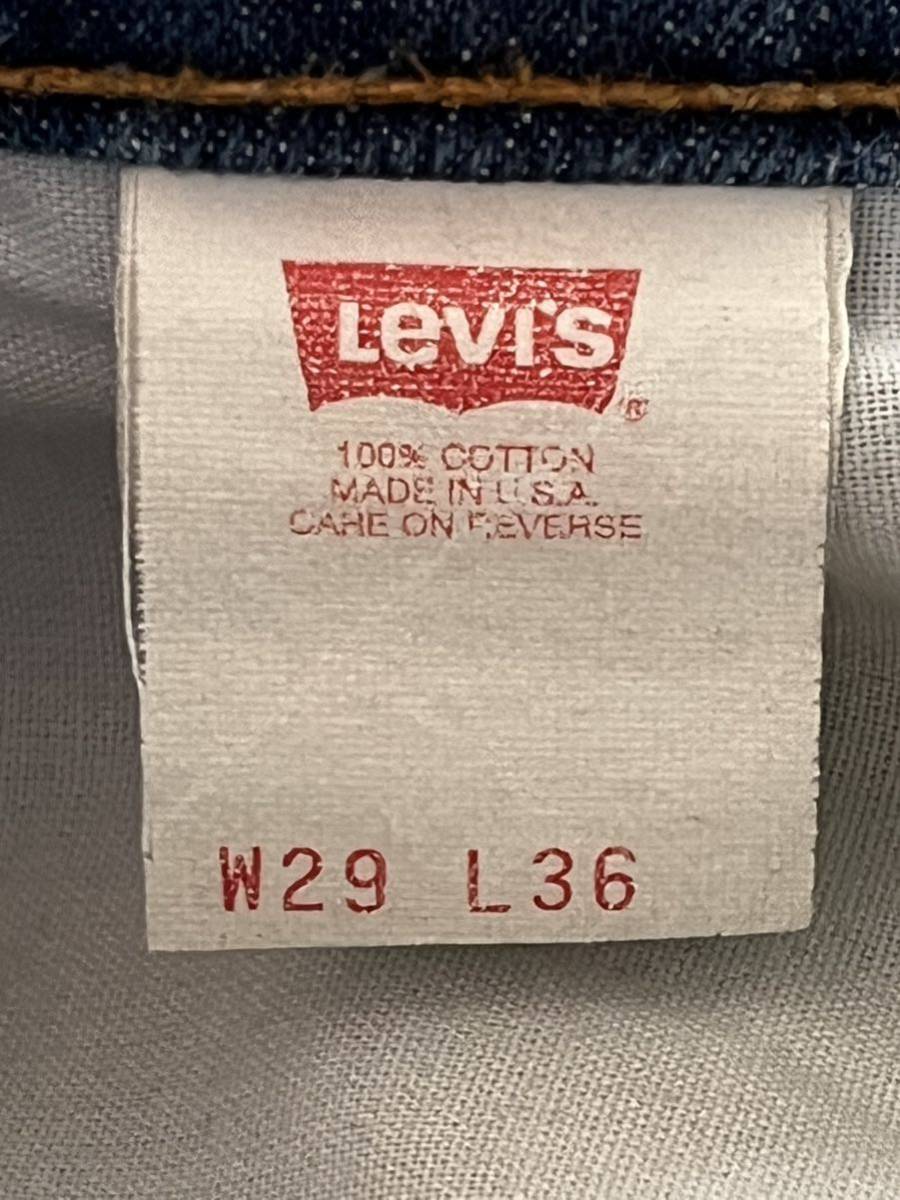 Levi's ®
100% COTTON
MADE IN U.S.A.
CARE ON REVERSE
W29 L36